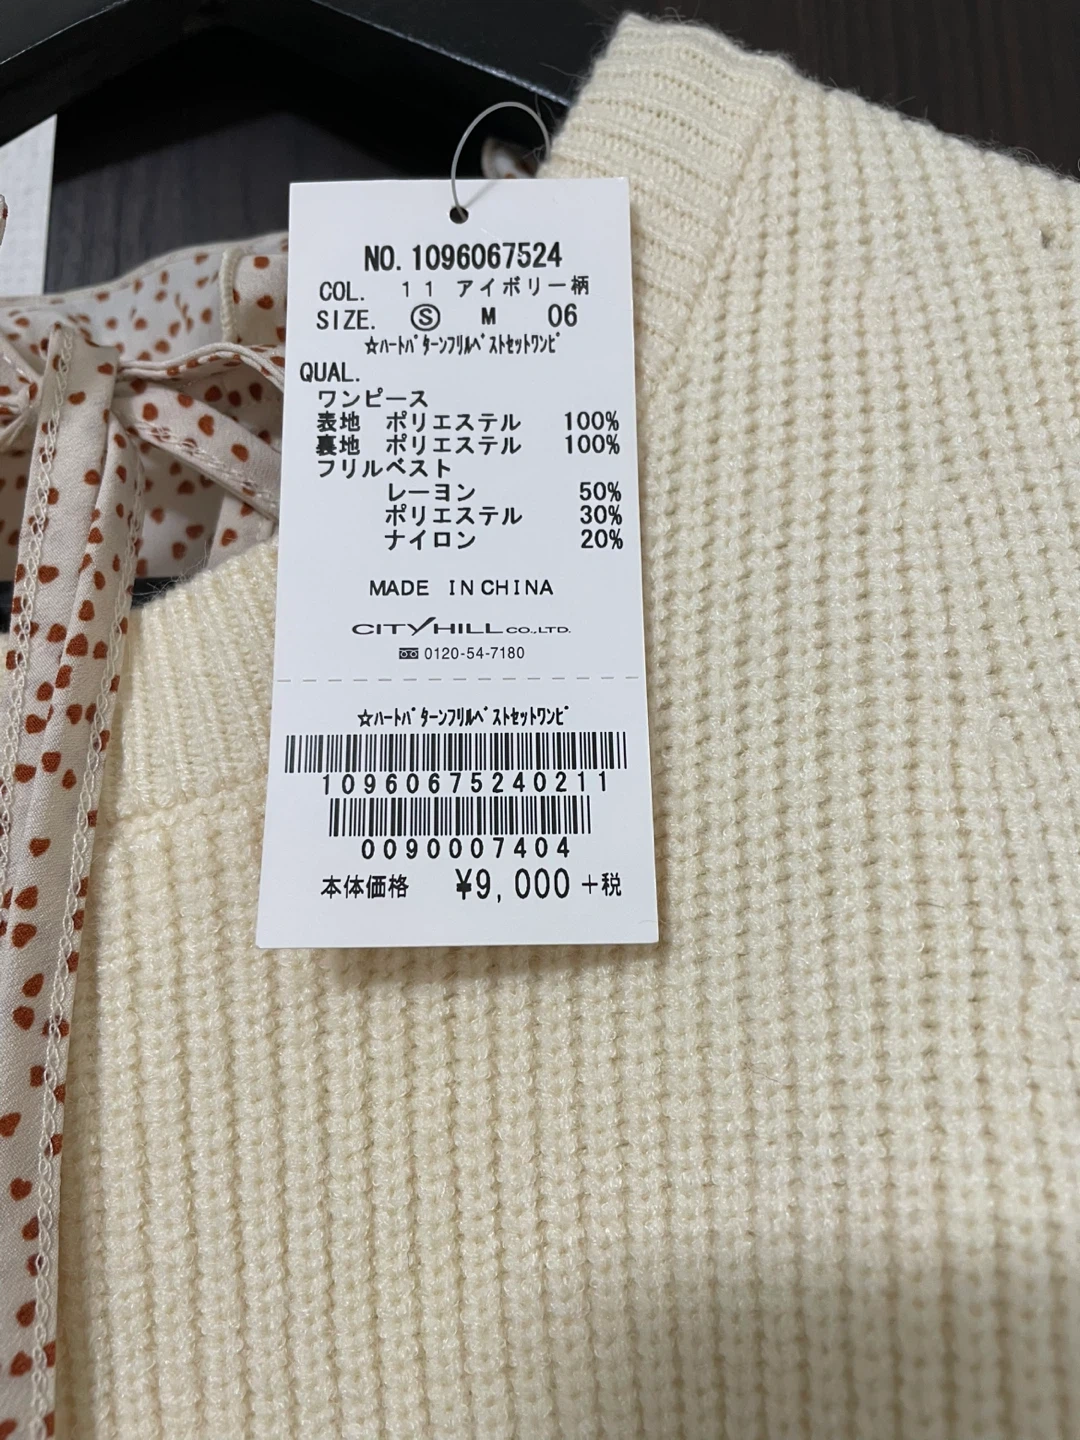 NO. 1096067524
COL. 11 アイボリー柄
SIZE. Ⓢ M 06
☆ﾊｰﾄﾊﾟﾀｰﾝﾌﾘﾙﾍﾞｽﾄｾｯﾄﾜﾝﾋﾟ
QUAL.
ワンピース
表地 ポリエステル 100%
裏地 ポリエステル 100%
フリルベスト
レーヨン 50%
ポリエステル 30%
ナイロン 20%
MADE IN CHINA
CITY HILL CO.,LTD.
0120-54-7180
☆ﾊｰﾄﾊﾟﾀｰﾝﾌﾘﾙﾍﾞｽﾄｾｯﾄﾜﾝﾋﾟ
10960675240211
0090007404
本体価格 ¥9,000 +税